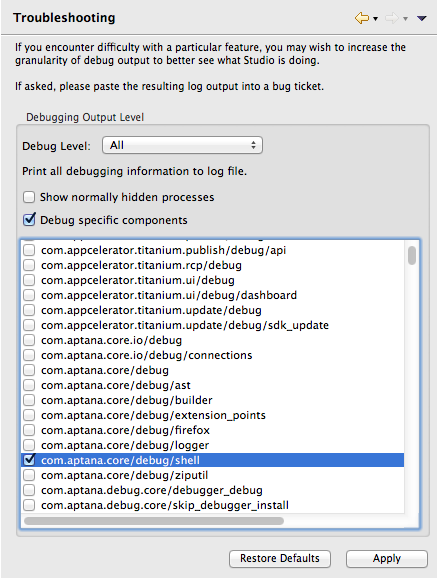 Troubleshooting
If you encounter difficulty with a particular feature, you may wish to increase the
granularity of debug output to better see what Studio is doing.
If asked, please paste the resulting log output into a bug ticket.
Debugging Output Level
Debug Level: All
Print all debugging information to log file.
Show normally hidden processes
Debug specific components
com.appcelerator.titanium.publish/debug/api
com.appcelerator.titanium.rcp/debug
com.appcelerator.titanium.ui/debug
com.appcelerator.titanium.ui/debug/dashboard
com.appcelerator.titanium.update/debug
com.appcelerator.titanium.update/debug/sdk_update
com.aptana.core.io/debug
com.aptana.core.io/debug/connections
com.aptana.core/debug
com.aptana.core/debug/ast
com.aptana.core/debug/builder
com.aptana.core/debug/extension_points
com.aptana.core/debug/firefox
com.aptana.core/debug/logger
com.aptana.core/debug/shell
com.aptana.core/debug/ziputil
com.aptana.debug.core/debugger_debug
com.aptana.debug.core/skip_debugger_install
Restore Defaults Apply